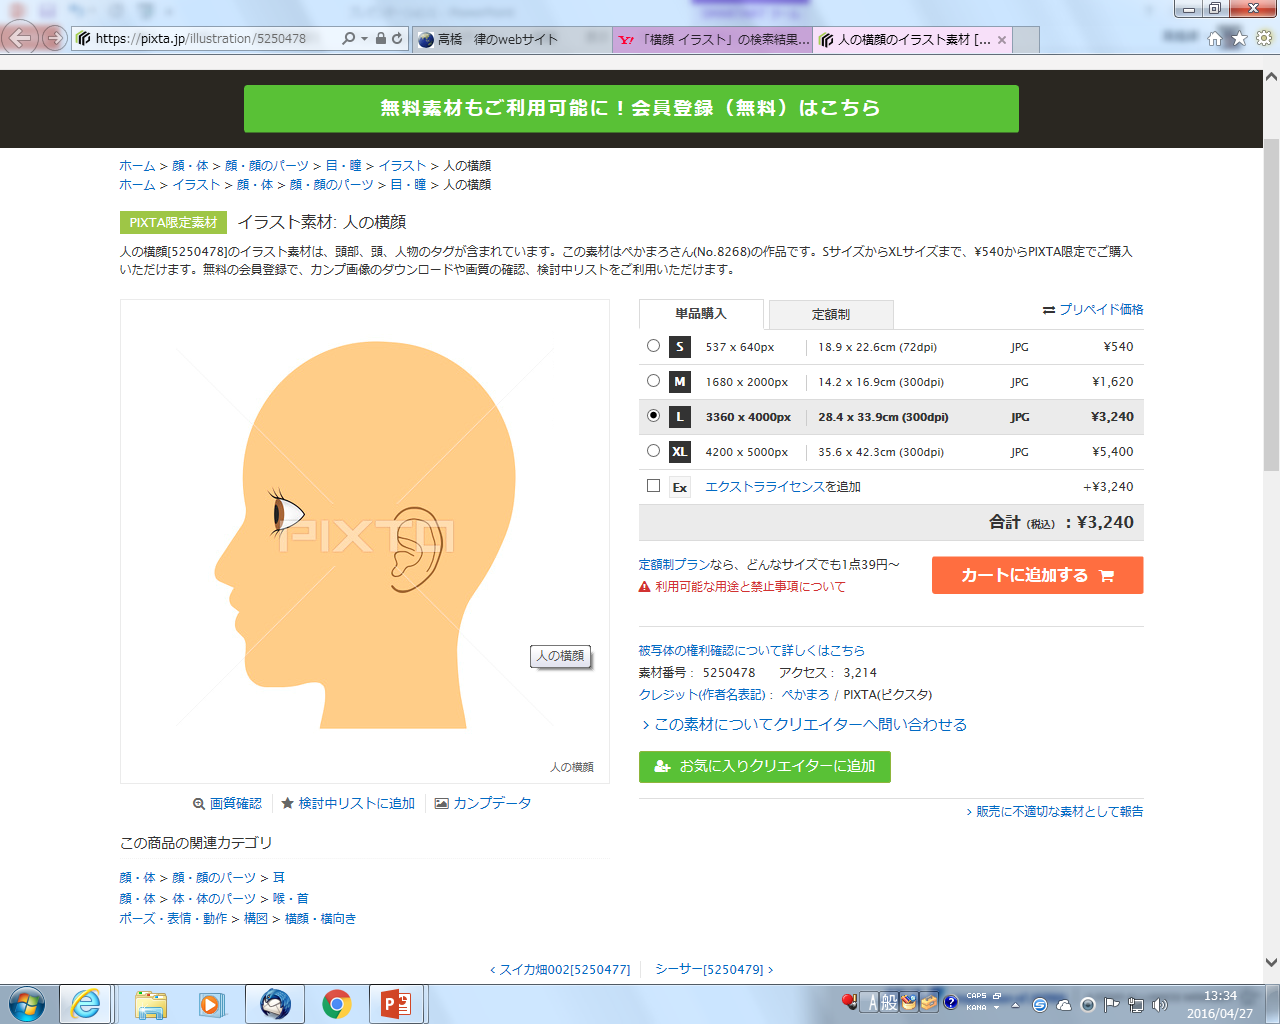 https://pixta.jp/illustration/5250478
高橋　律のwebサイト
「横顔 イラスト」の検索結果...
人の横顔のイラスト素材 [...
無料素材もご利用可能に！会員登録（無料）はこちら
ホーム > 顔・体 > 顔・顔のパーツ > 目・瞳 > イラスト > 人の横顔
ホーム > イラスト > 顔・体 > 顔・顔のパーツ > 目・瞳 > 人の横顔
PIXTA限定素材 イラスト素材: 人の横顔
人の横顔[5250478]のイラスト素材は、頭部、頭、人物のタグが含まれています。この素材はぺかまろさん(No.8268)の作品です。SサイズからXLサイズまで、¥540からPIXTA限定でご購入
いただけます。無料の会員登録で、カンプ画像のダウンロードや画質の確認、検討中リストをご利用いただけます。
PIXTA
人の横顔
人の横顔
画質確認 検討中リストに追加 カンプデータ
この商品の関連カテゴリ
顔・体 > 顔・顔のパーツ > 耳
顔・体 > 体・体のパーツ > 喉・首
ポーズ・表情・動作 > 構図 > 横顔・横向き
単品購入 定額制 プリペイド価格
S 537 x 640px 18.9 x 22.6cm (72dpi) JPG ¥540
M 1680 x 2000px 14.2 x 16.9cm (300dpi) JPG ¥1,620
L 3360 x 4000px 28.4 x 33.9cm (300dpi) JPG ¥3,240
XL 4200 x 5000px 35.6 x 42.3cm (300dpi) JPG ¥5,400
Ex エクストラライセンスを追加 +¥3,240
合計（税込）：¥3,240
定額制プランなら、どんなサイズでも1点39円～
利用可能な用途と禁止事項について
カートに追加する
被写体の権利確認について詳しくはこちら
素材番号： 5250478 アクセス： 3,214
クレジット(作者名表記)： ぺかまろ / PIXTA(ピクスタ)
> この素材についてクリエイターへ問い合わせる
お気に入りクリエイターに追加
> 販売に不適切な素材として報告
< スイカ畑002[5250477] シーサー[5250479] >
A 般 CAPS KANA
13:34
2016/04/27